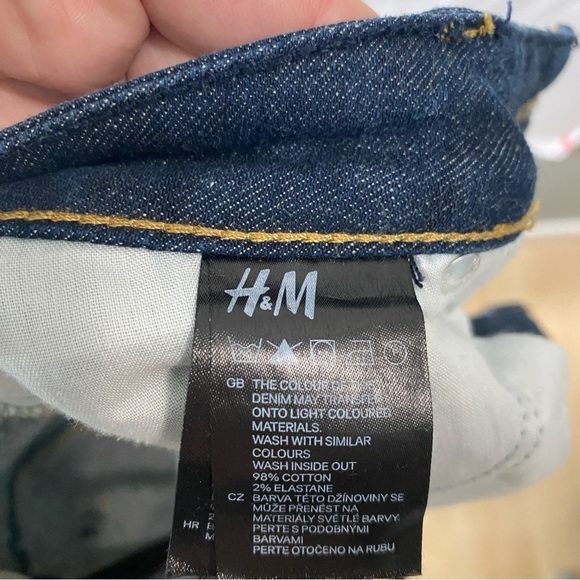 H&M
GB THE COLOUR OF THIS
DENIM MAY TRANSFER
ONTO LIGHT COLOURED
MATERIALS.
WASH WITH SIMILAR
COLOURS
WASH INSIDE OUT
98% COTTON
2% ELASTANE
CZ BARVA TÉTO DŽÍNOVINY SE
MŮŽE PŘENÉST NA
MATERIÁLY SVĚTLÉ BARVY.
PERTE S PODOBNÝMI
BARVAMI
PERTE OTOČENO NA RUBU
HR